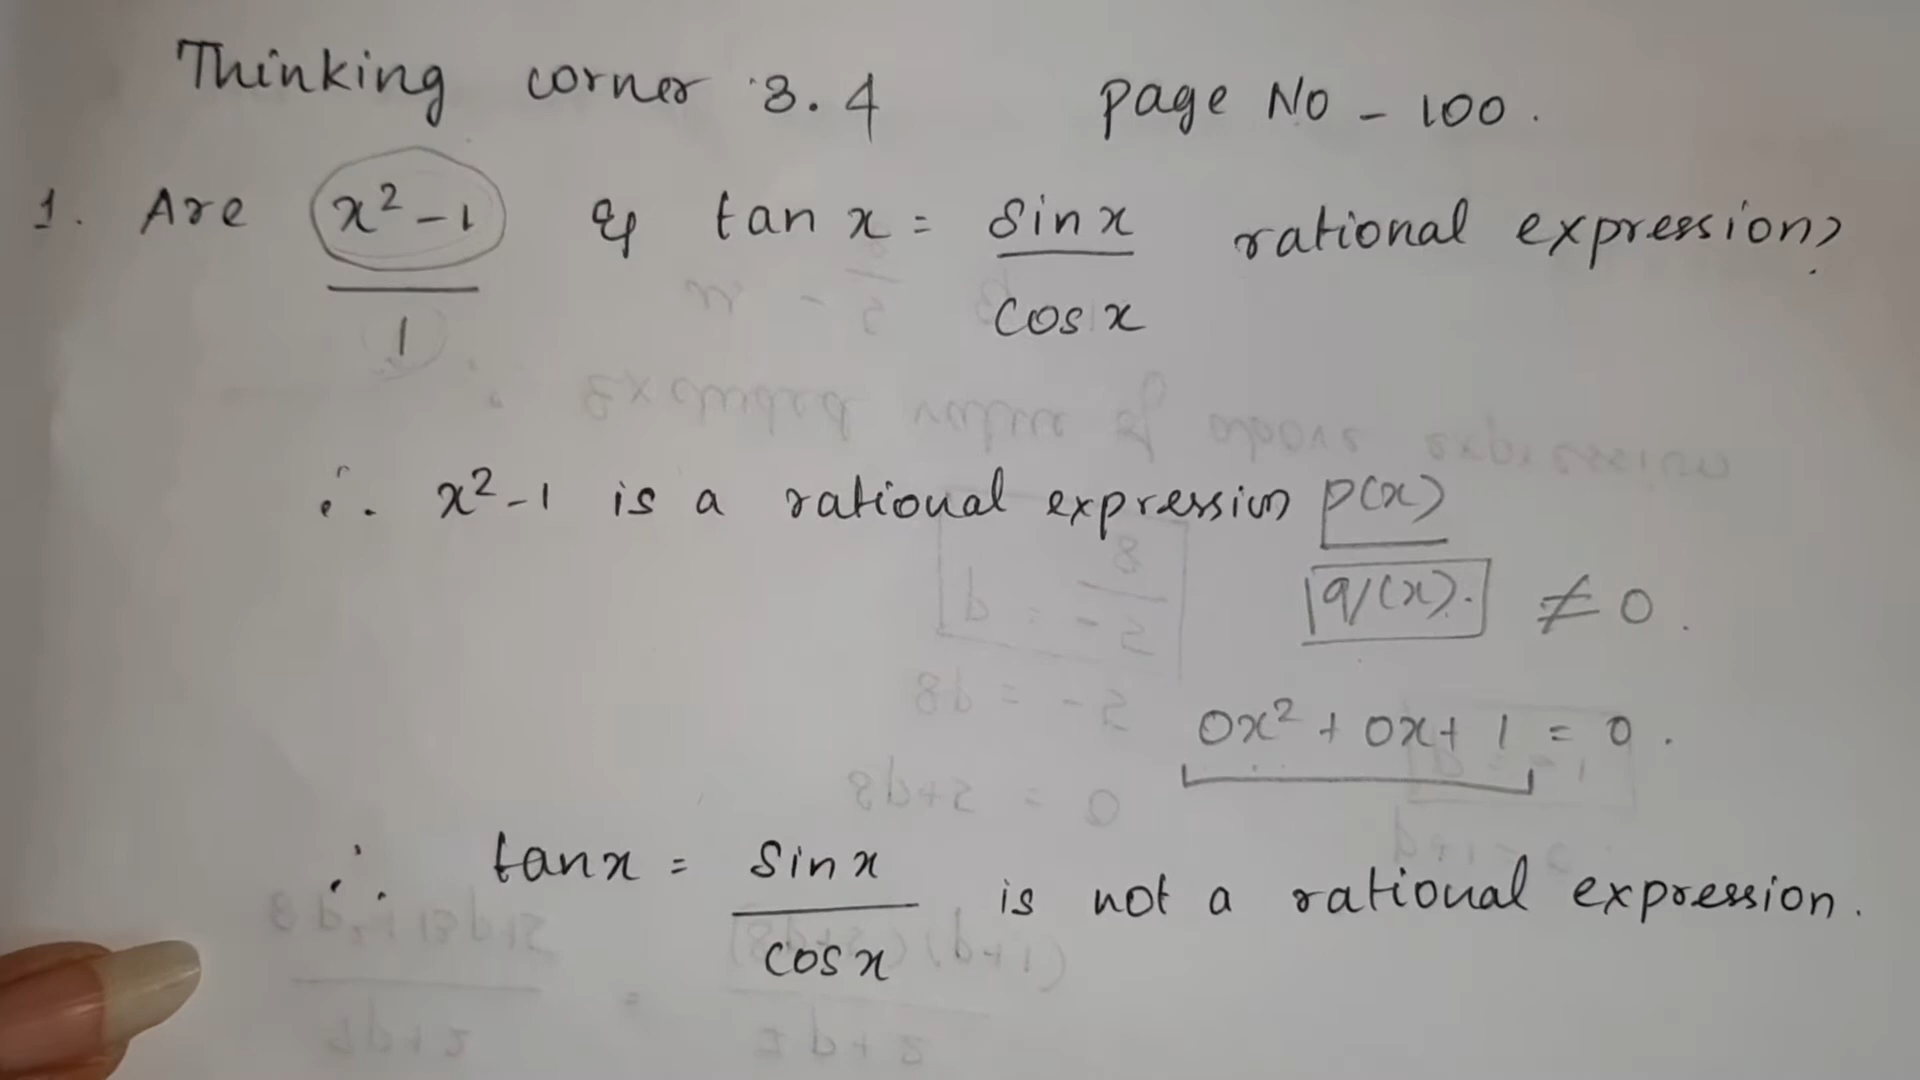 Thinking corner 3.4 page No - 100.
1. Are x² - 1 & tan x = sin x / cos x rational expression?
1
∴ x² - 1 is a rational expression p(x)
q(x). ≠ 0.
0x² + 0x + 1 = 0.
∴ tan x = sin x / cos x is not a rational expression.